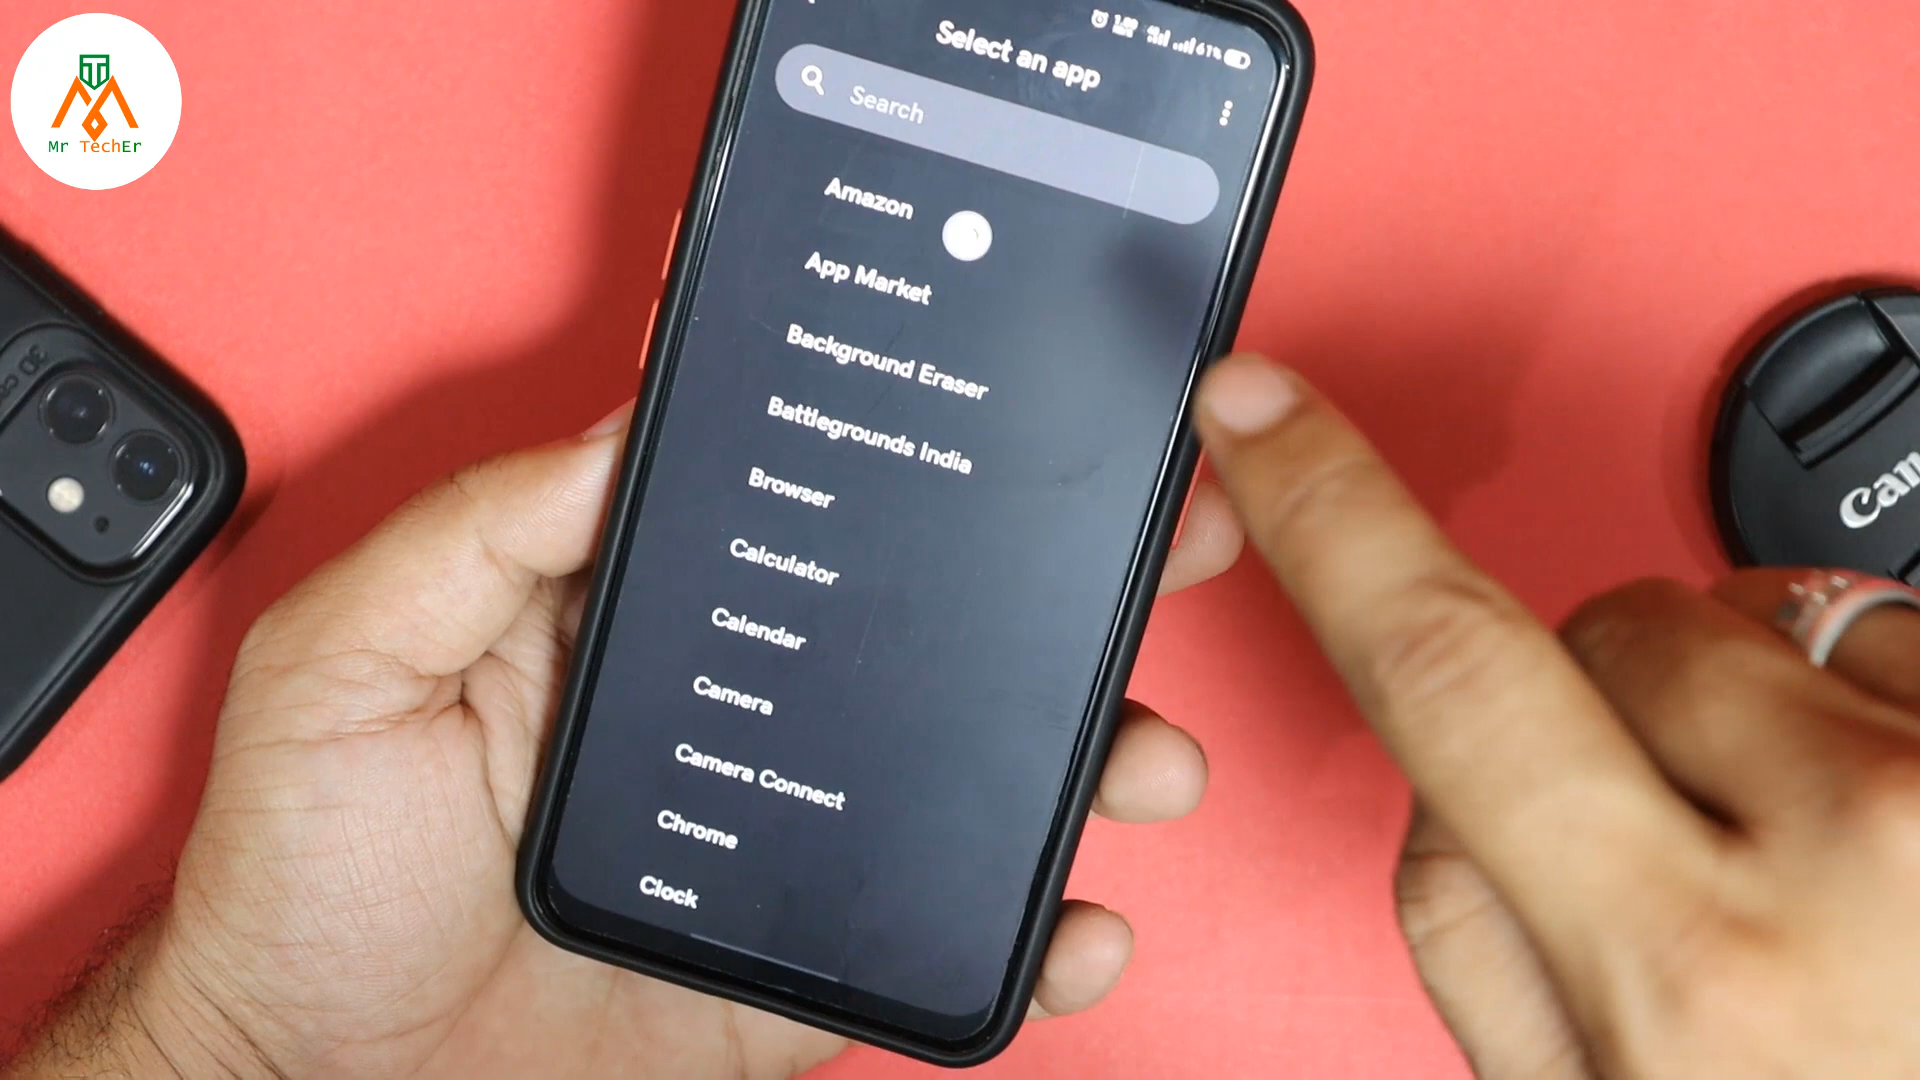 Mr TechEr
61%
Select an app
Search
Amazon
App Market
Background Eraser
Battlegrounds India
Browser
Calculator
Calendar
Camera
Camera Connect
Chrome
Clock